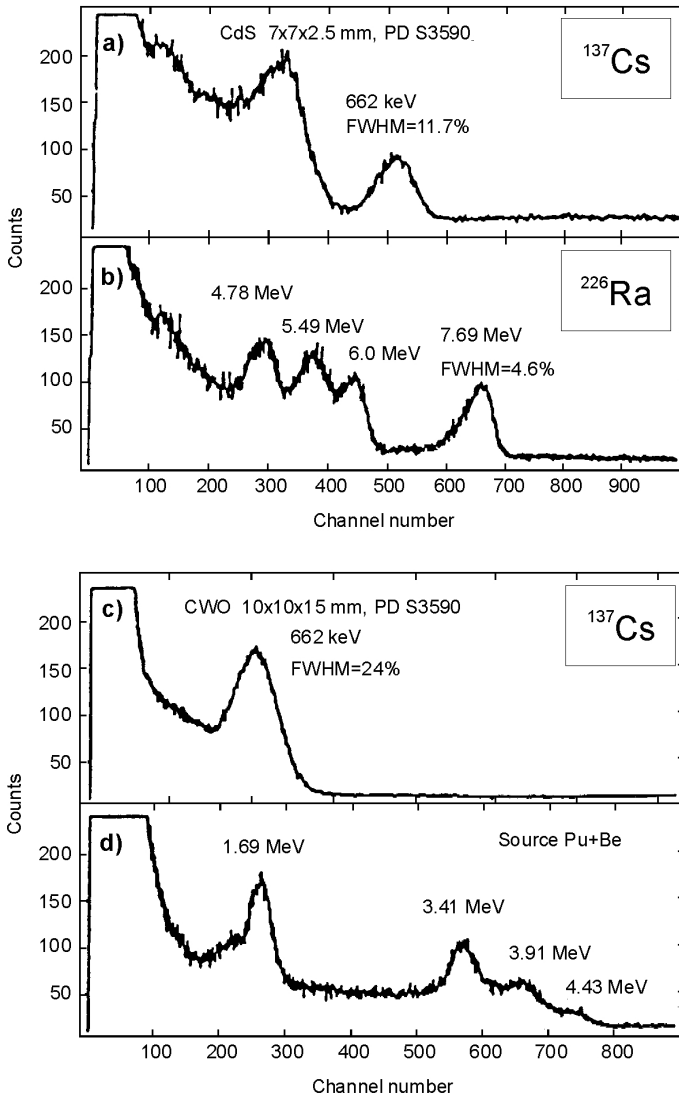 a)
CdS 7x7x2.5 mm, PD S3590
¹³⁷Cs
662 keV
FWHM=11.7%
200
150
100
50
Counts
b)
²²⁶Ra
4.78 MeV
5.49 MeV
6.0 MeV
7.69 MeV
FWHM=4.6%
200
150
100
50
100 200 300 400 500 600 700 800 900
Channel number
c)
CWO 10x10x15 mm, PD S3590
¹³⁷Cs
662 keV
FWHM=24%
200
150
100
50
Counts
d)
1.69 MeV
Source Pu+Be
3.41 MeV
3.91 MeV
4.43 MeV
200
150
100
50
100 200 300 400 500 600 700 800
Channel number